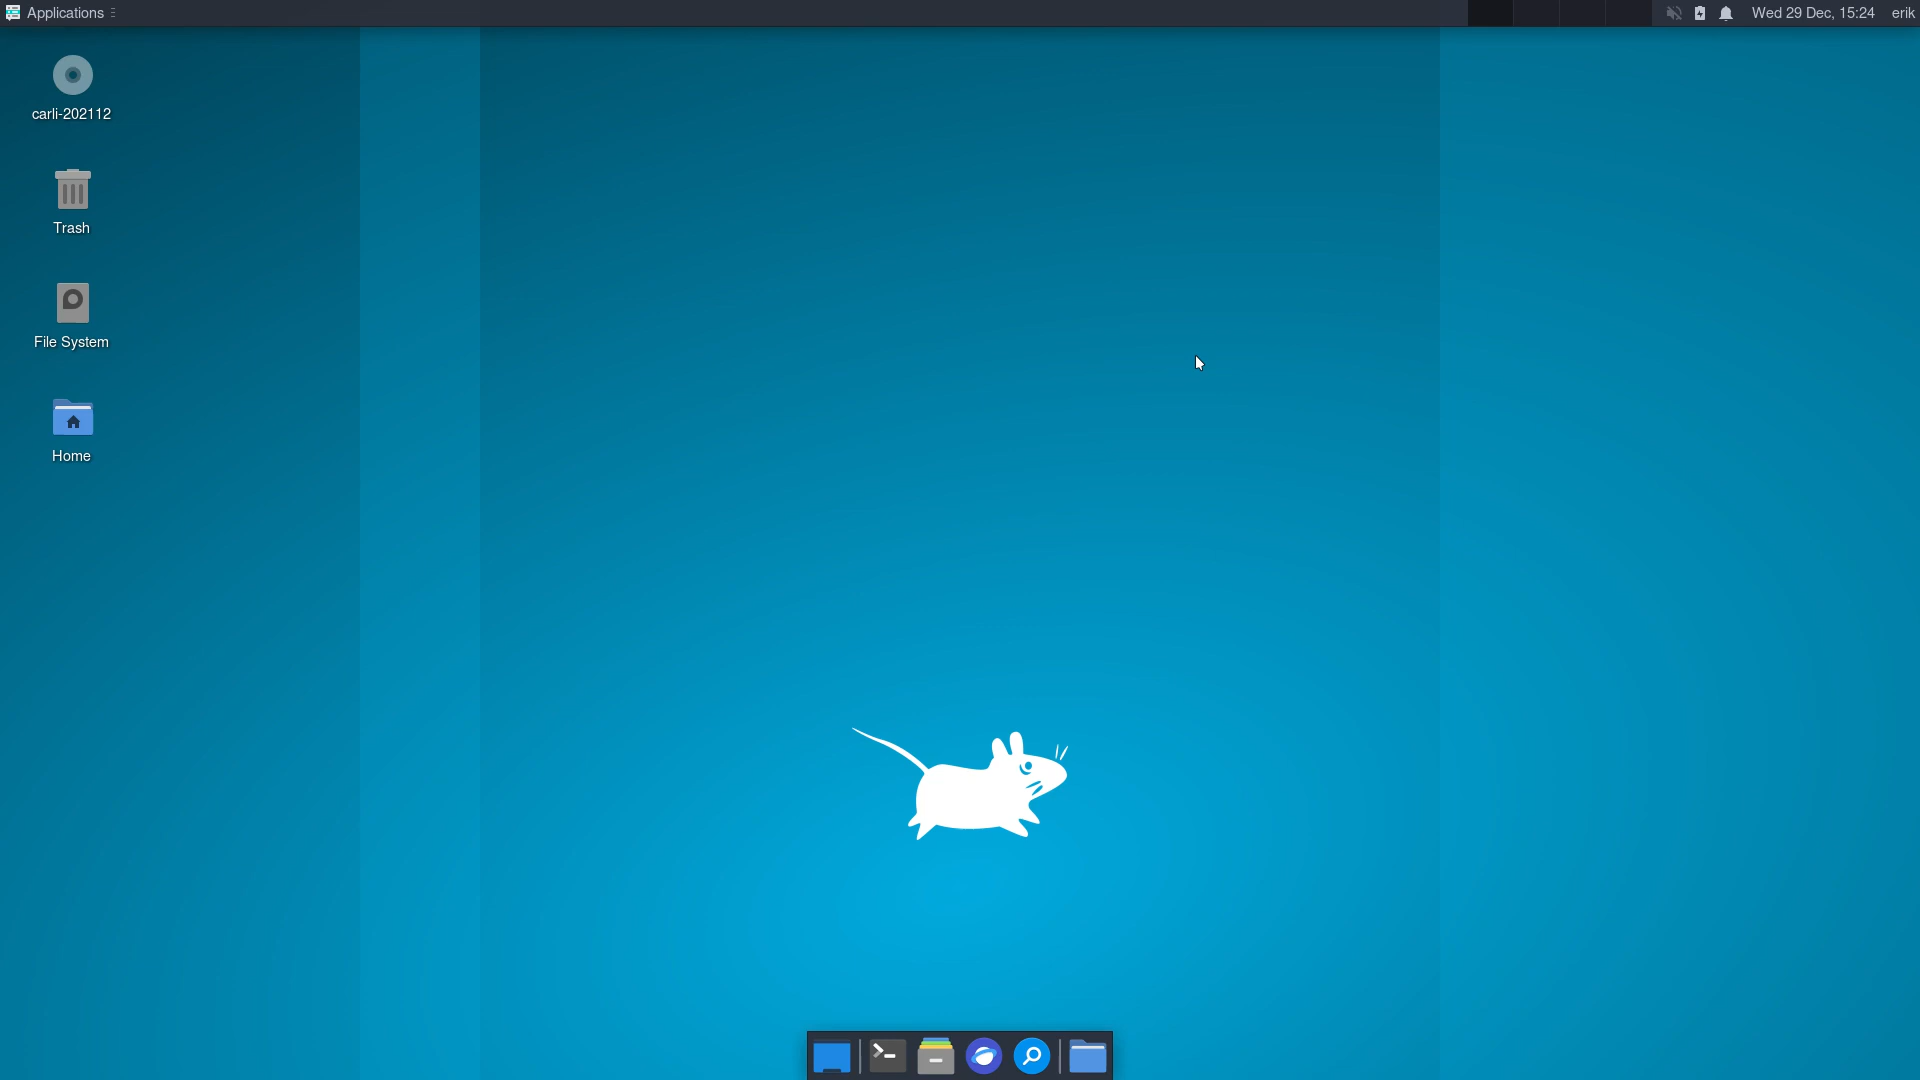 Applications
Wed 29 Dec, 15:24
erik
carli-202112
Trash
File System
Home